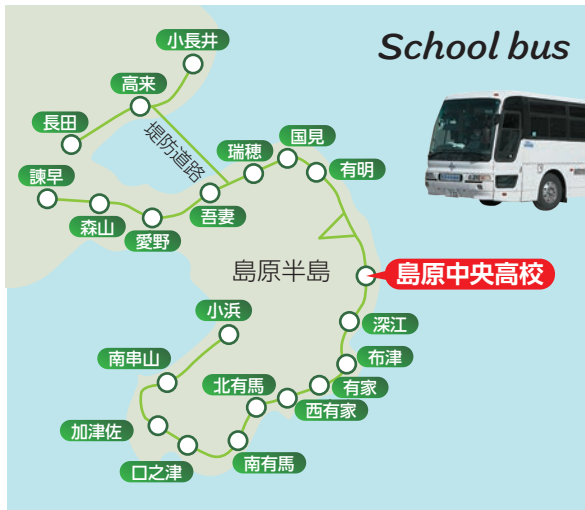 School bus
小長井
高来
長田
堤防道路
諫早
森山
愛野
吾妻
瑞穂
国見
有明
島原半島
島原中央高校
深江
布津
有家
西有家
北有馬
南有馬
口之津
加津佐
南串山
小浜